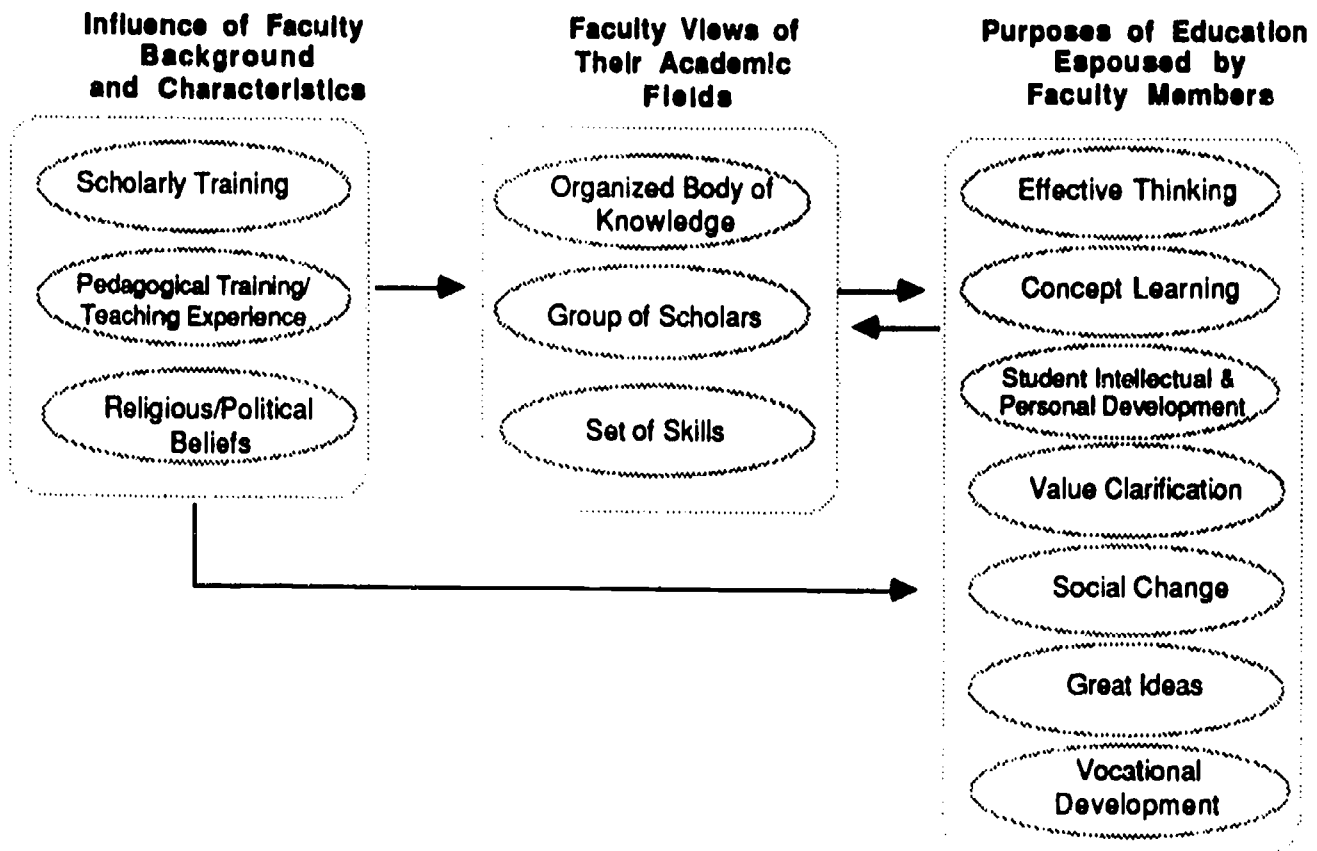 Influence of Faculty
Background
and Characteristics
Scholarly Training
Pedagogical Training/
Teaching Experience
Religious/Political
Beliefs
Faculty Views of
Their Academic
Fields
Organized Body of
Knowledge
Group of Scholars
Set of Skills
Purposes of Education
Espoused by
Faculty Members
Effective Thinking
Concept Learning
Student Intellectual &
Personal Development
Value Clarification
Social Change
Great Ideas
Vocational
Development